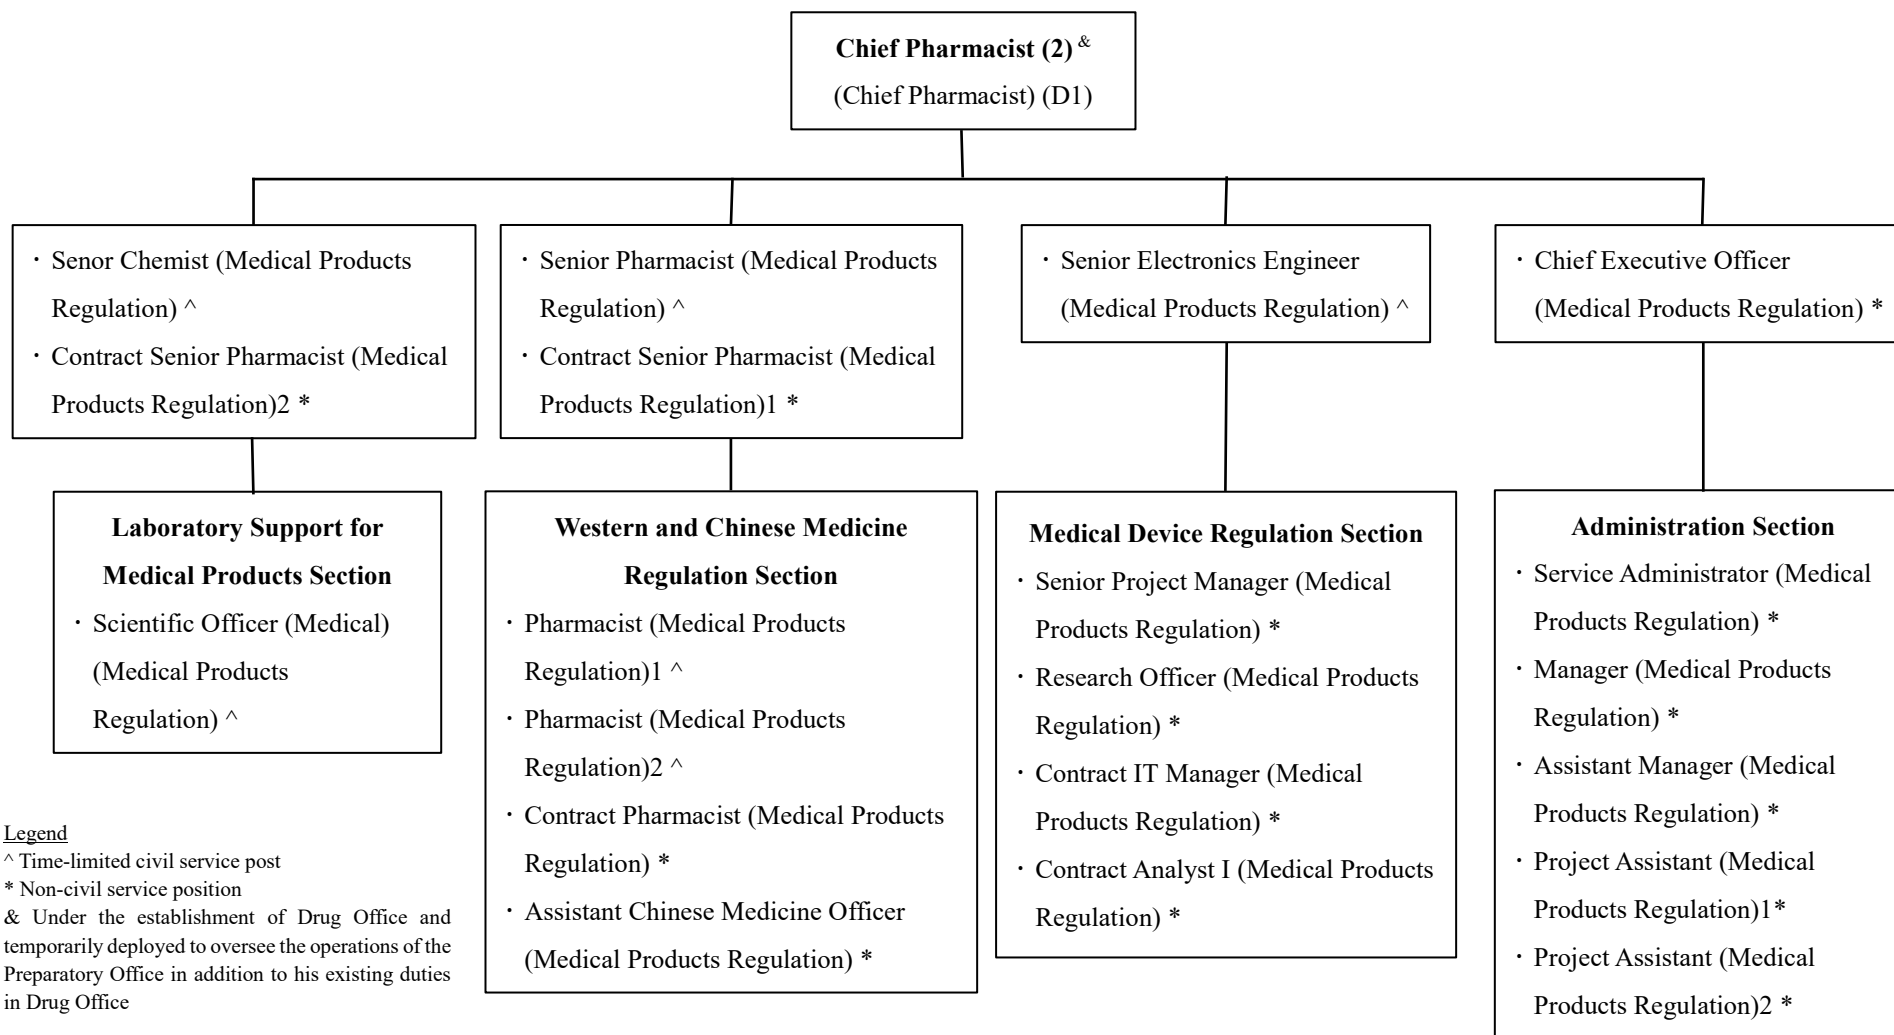 Chief Pharmacist (2) &
(Chief Pharmacist) (D1)
· Senor Chemist (Medical Products
Regulation) ^
· Contract Senior Pharmacist (Medical
Products Regulation)2 *
· Senior Pharmacist (Medical Products
Regulation) ^
· Contract Senior Pharmacist (Medical
Products Regulation)1 *
· Senior Electronics Engineer
(Medical Products Regulation) ^
· Chief Executive Officer
(Medical Products Regulation) *
Laboratory Support for
Medical Products Section
· Scientific Officer (Medical)
(Medical Products
Regulation) ^
Western and Chinese Medicine
Regulation Section
· Pharmacist (Medical Products
Regulation)1 ^
· Pharmacist (Medical Products
Regulation)2 ^
· Contract Pharmacist (Medical Products
Regulation) *
· Assistant Chinese Medicine Officer
(Medical Products Regulation) *
Medical Device Regulation Section
· Senior Project Manager (Medical
Products Regulation) *
· Research Officer (Medical Products
Regulation) *
· Contract IT Manager (Medical
Products Regulation) *
· Contract Analyst I (Medical Products
Regulation) *
Administration Section
· Service Administrator (Medical
Products Regulation) *
· Manager (Medical Products
Regulation) *
· Assistant Manager (Medical
Products Regulation) *
· Project Assistant (Medical
Products Regulation)1*
· Project Assistant (Medical
Products Regulation)2 *
Legend
^ Time-limited civil service post
* Non-civil service position
& Under the establishment of Drug Office and
temporarily deployed to oversee the operations of the
Preparatory Office in addition to his existing duties
in Drug Office